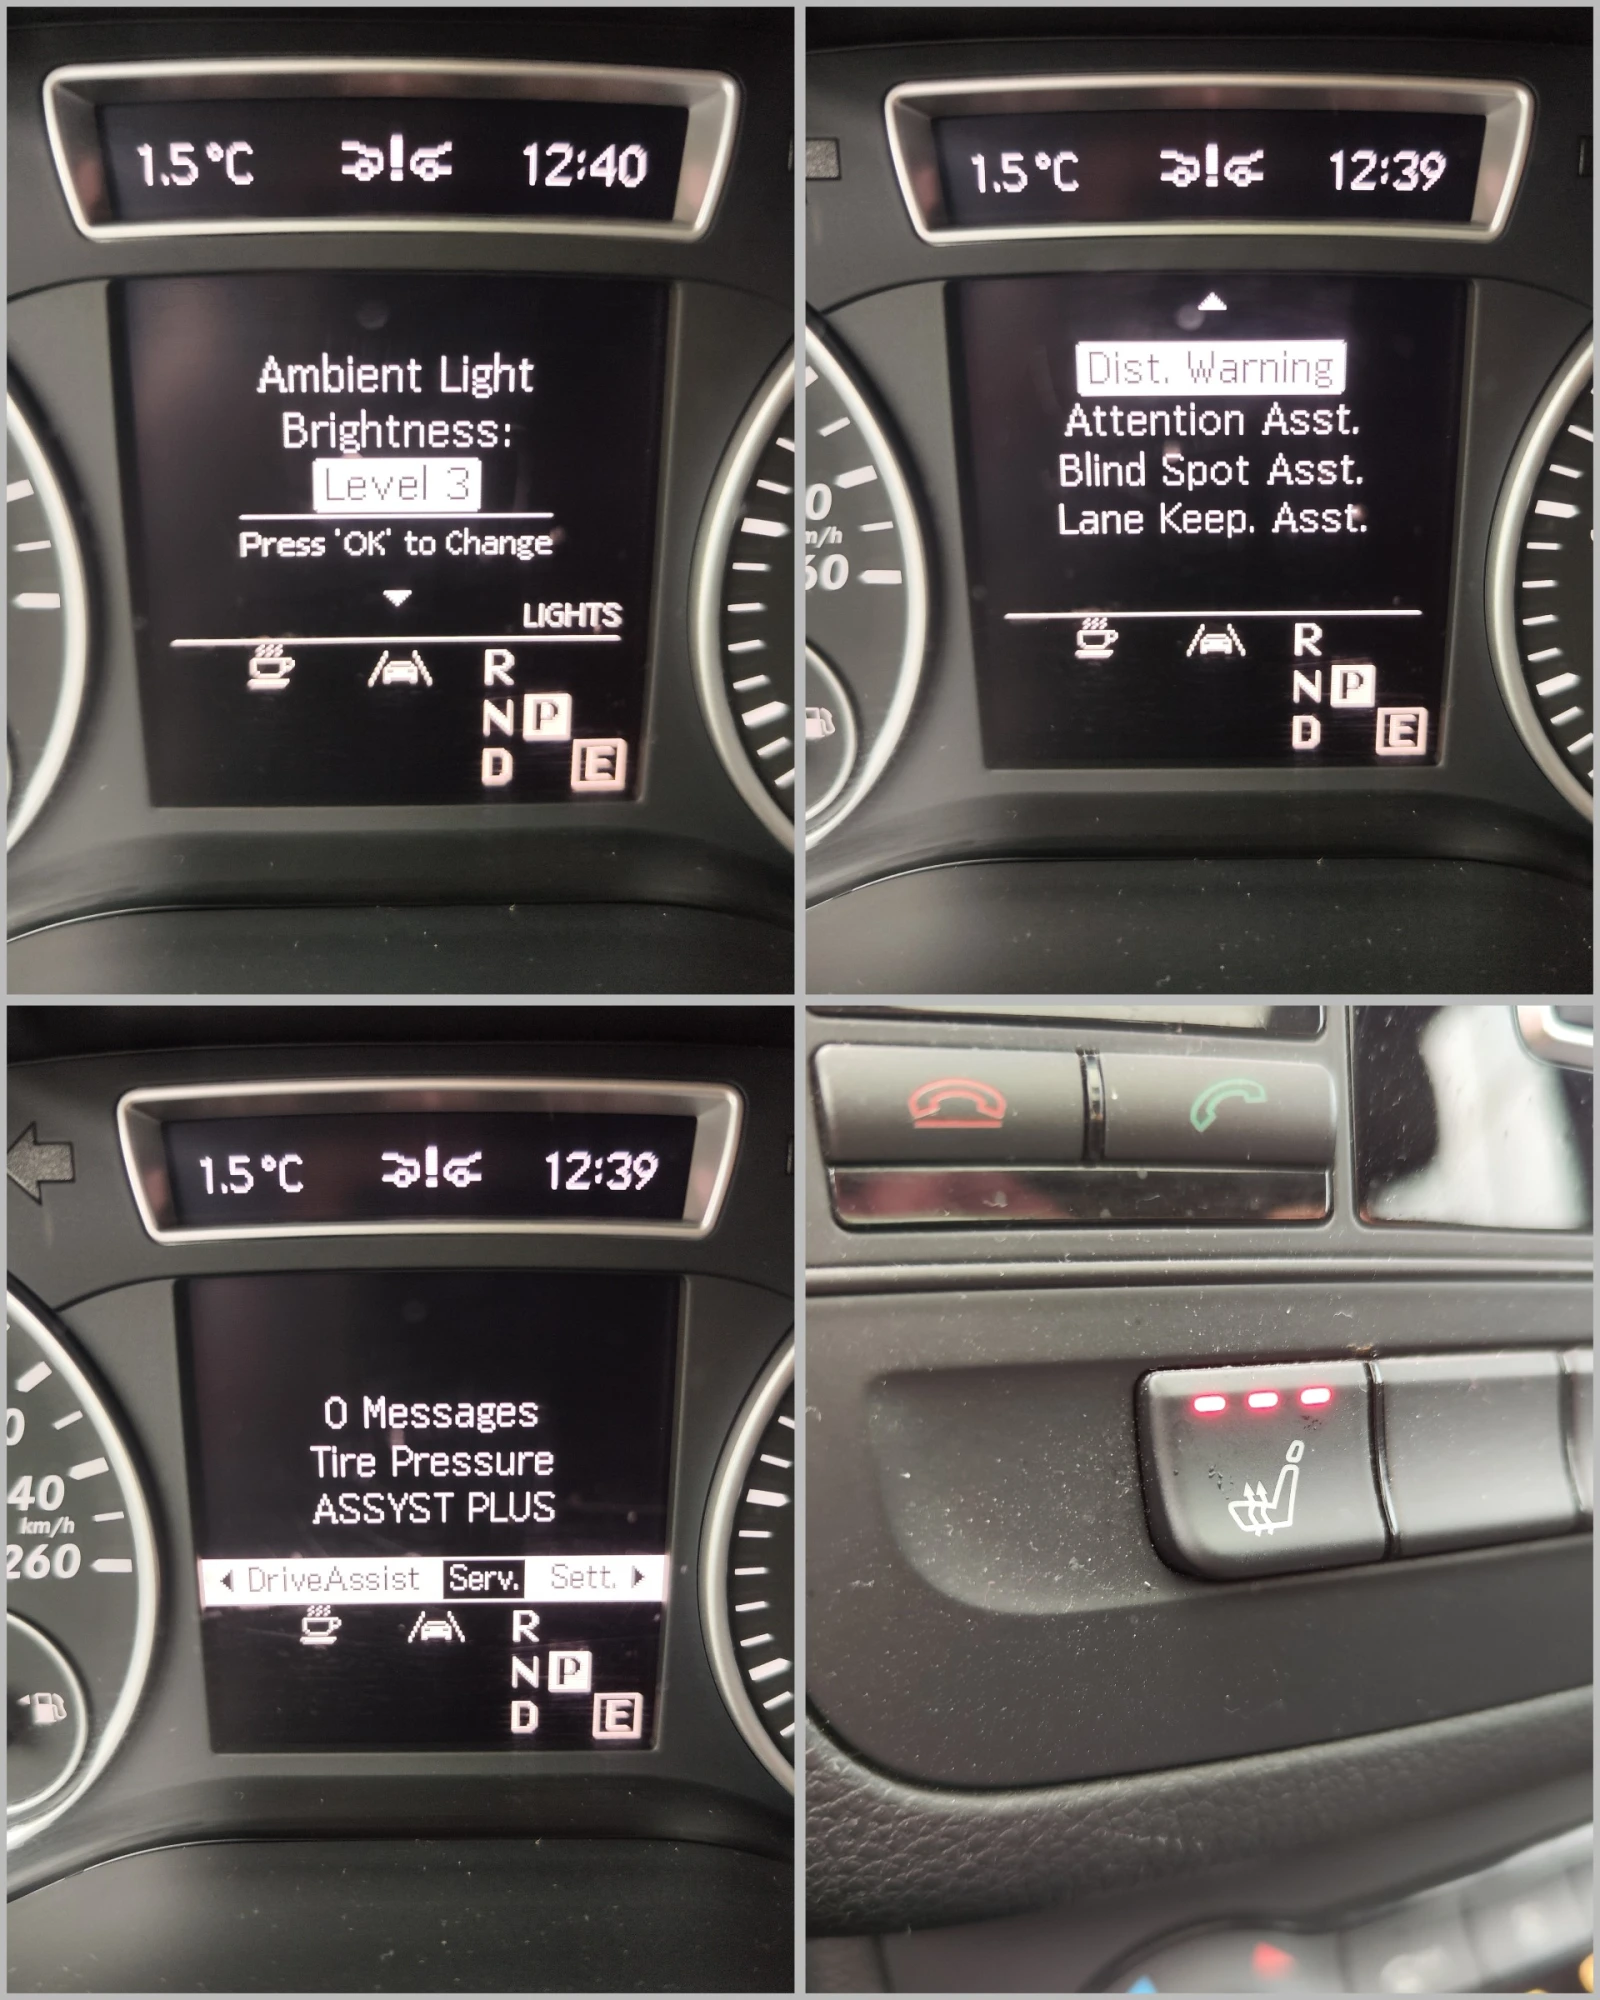 1.5°C 12:40
Ambient Light
Brightness:
Level 3
Press 'OK' to Change
LIGHTS
R
N P
D E
1.5°C 12:39
Dist. Warning
Attention Asst.
Blind Spot Asst.
Lane Keep. Asst.
km/h
R
N P
D E
1.5°C 12:39
0 Messages
Tire Pressure
ASSYST PLUS
DriveAssist Serv. Sett.
km/h
260
R
N P
D E